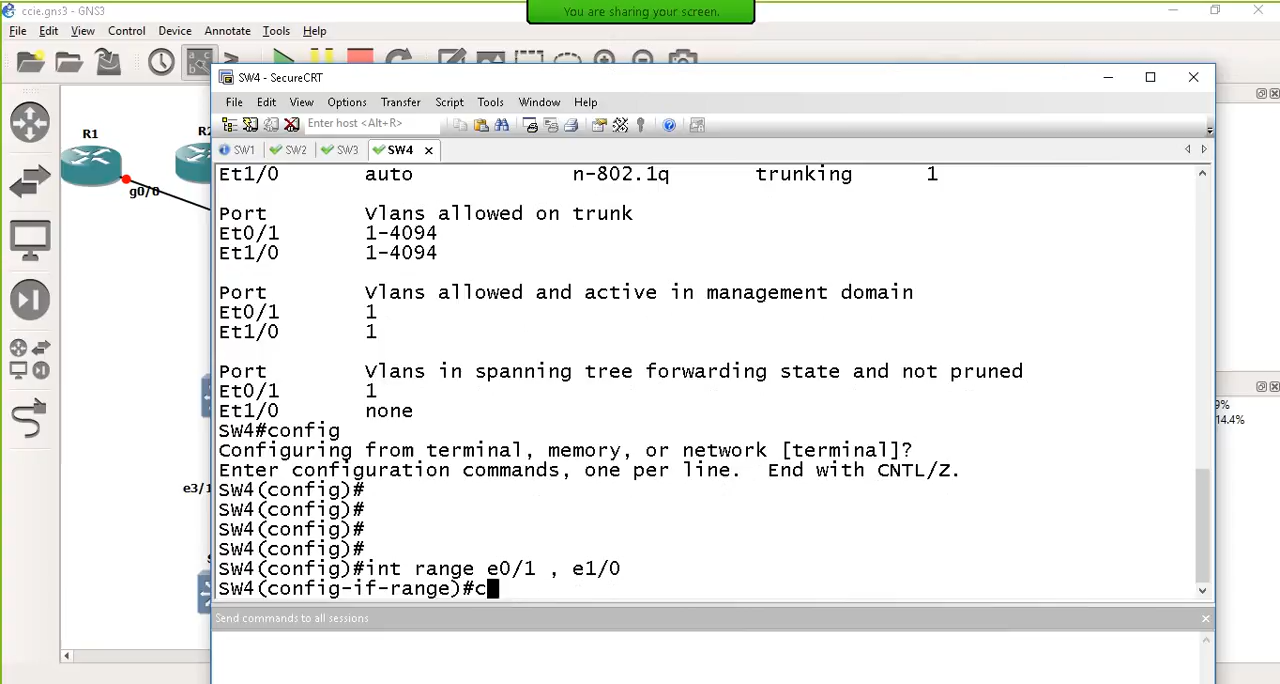 ccie.gns3 - GNS3
You are sharing your screen.
File Edit View Control Device Annotate Tools Help
SW4 - SecureCRT
File Edit View Options Transfer Script Tools Window Help
Enter host <Alt+R>
SW1 SW2 SW3 SW4
R1
g0/0
e3/1
Et1/0 auto n-802.1q trunking 1
Port Vlans allowed on trunk
Et0/1 1-4094
Et1/0 1-4094
Port Vlans allowed and active in management domain
Et0/1 1
Et1/0 1
Port Vlans in spanning tree forwarding state and not pruned
Et0/1 1
Et1/0 none
SW4#config
Configuring from terminal, memory, or network [terminal]?
Enter configuration commands, one per line. End with CNTL/Z.
SW4(config)#
SW4(config)#
SW4(config)#
SW4(config)#
SW4(config)#int range e0/1 , e1/0
SW4(config-if-range)#c
Send commands to all sessions
9%
14.4%